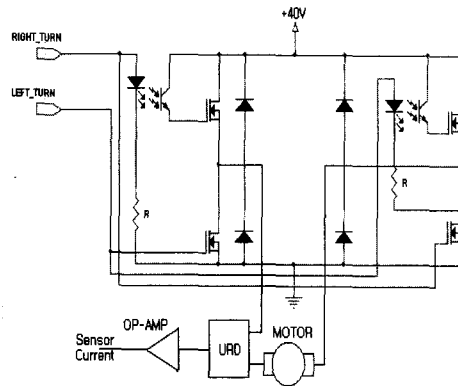 +40V
RIGHT_TURN
LEFT_TURN
R
R
OP-AMP
MOTOR
Sensor
Current
URD